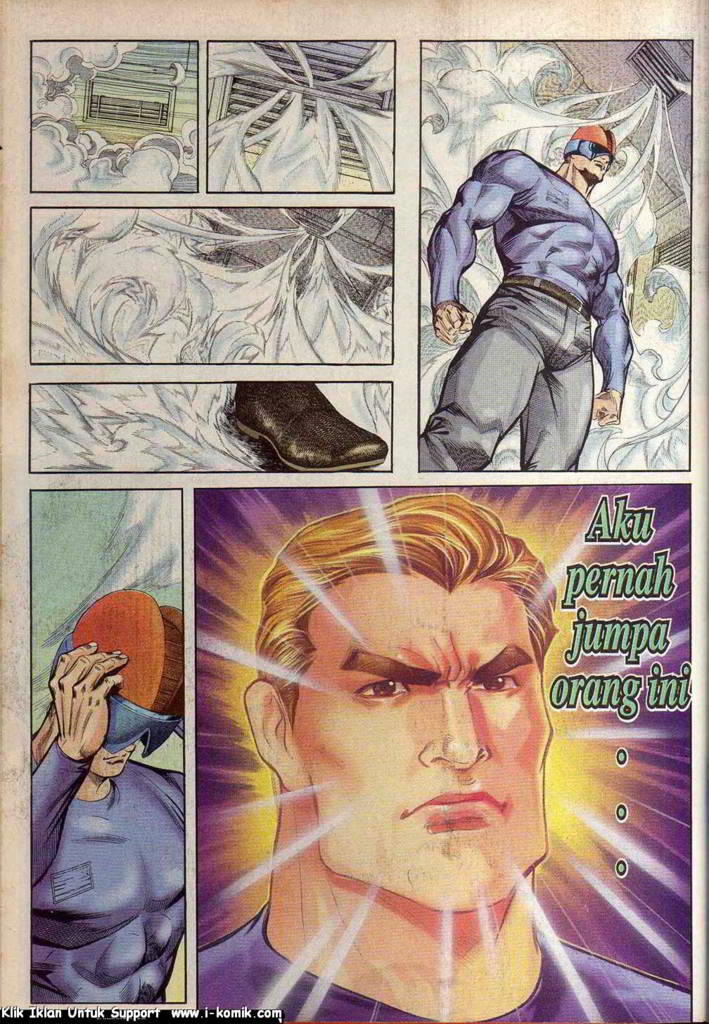 Aku
pernah
jumpa
orang ini
. . .
Klik Iklan Untuk Support www.i-komik.com